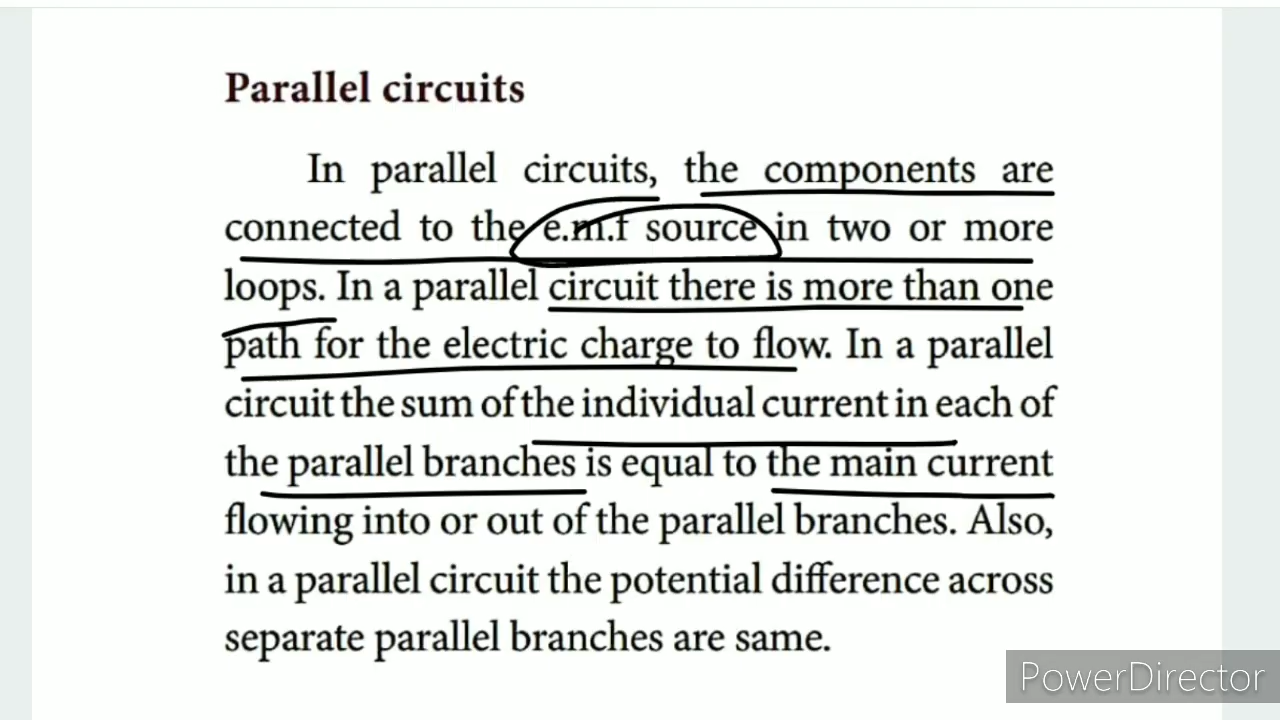 Parallel circuits
In parallel circuits, the components are
connected to the e.m.f source in two or more
loops. In a parallel circuit there is more than one
path for the electric charge to flow. In a parallel
circuit the sum of the individual current in each of
the parallel branches is equal to the main current
flowing into or out of the parallel branches. Also,
in a parallel circuit the potential difference across
separate parallel branches are same.
PowerDirector